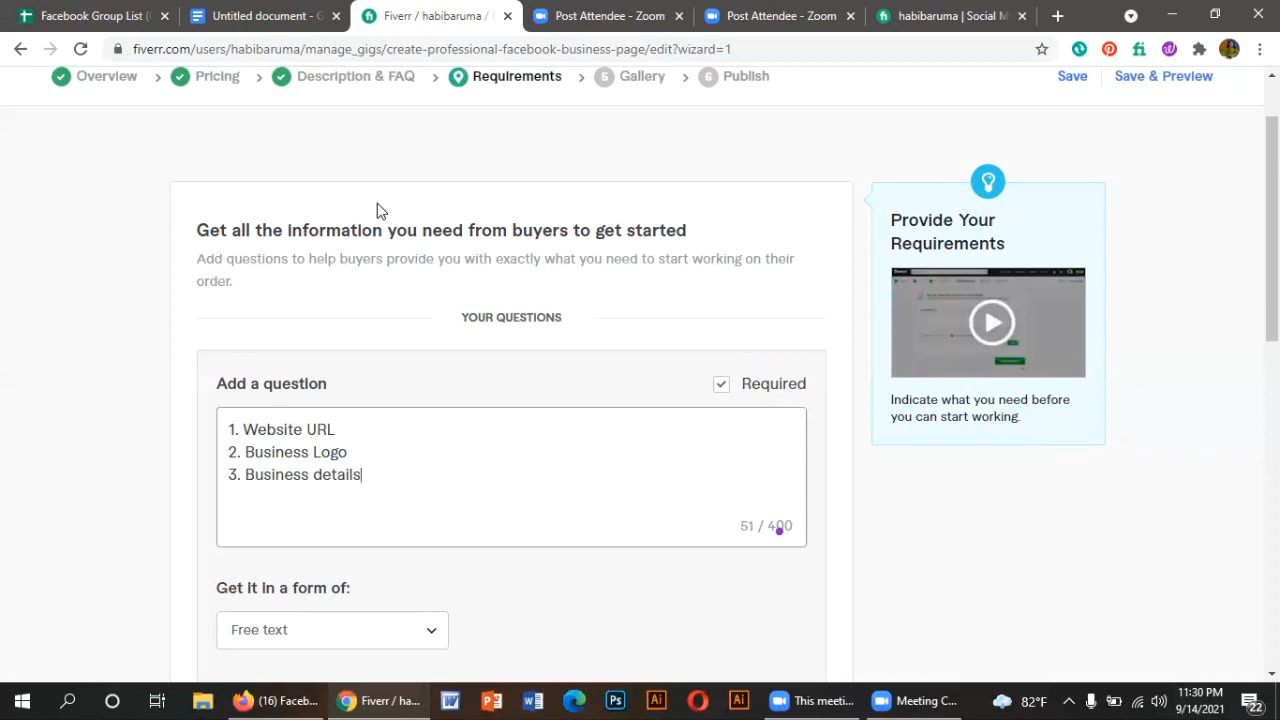 Facebook Group List (
Untitled document - G
Fiverr / habibaruma /
Post Attendee - Zoom
Post Attendee - Zoom
habibaruma | Social M
fiverr.com/users/habibaruma/manage_gigs/create-professional-facebook-business-page/edit?wizard=1
Overview
Pricing
Description & FAQ
Requirements
5 Gallery
6 Publish
Save
Save & Preview
Get all the information you need from buyers to get started
Add questions to help buyers provide you with exactly what you need to start working on their
order.
YOUR QUESTIONS
Add a question
Required
1. Website URL
2. Business Logo
3. Business details
51 / 400
Get it in a form of:
Free text
Provide Your
Requirements
Indicate what you need before
you can start working.
(16) Faceb...
Fiverr / ha...
This meeti...
Meeting C...
82°F
11:30 PM
9/14/2021
22